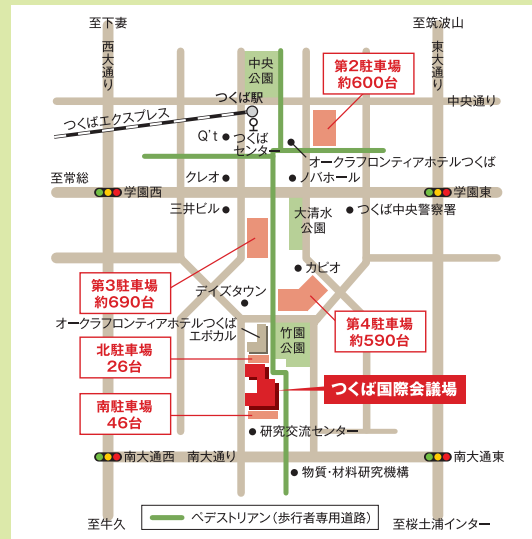 至下妻
至筑波山
西大通り
東大通り
中央
公園
第2駐車場
約600台
つくば駅
中央通り
つくばエクスプレス
Q't
つくば
センター
オークラフロンティアホテルつくば
至常総
クレオ
ノバホール
学園西
学園東
三井ビル
大清水
公園
つくば中央警察署
第3駐車場
約690台
カピオ
デイズタウン
オークラフロンティアホテルつくば
エポカル
竹園
公園
第4駐車場
約590台
北駐車場
26台
つくば国際会議場
南駐車場
46台
研究交流センター
南大通西
南大通り
南大通東
物質・材料研究機構
ペデストリアン(歩行者専用道路)
至牛久
至桜土浦インター